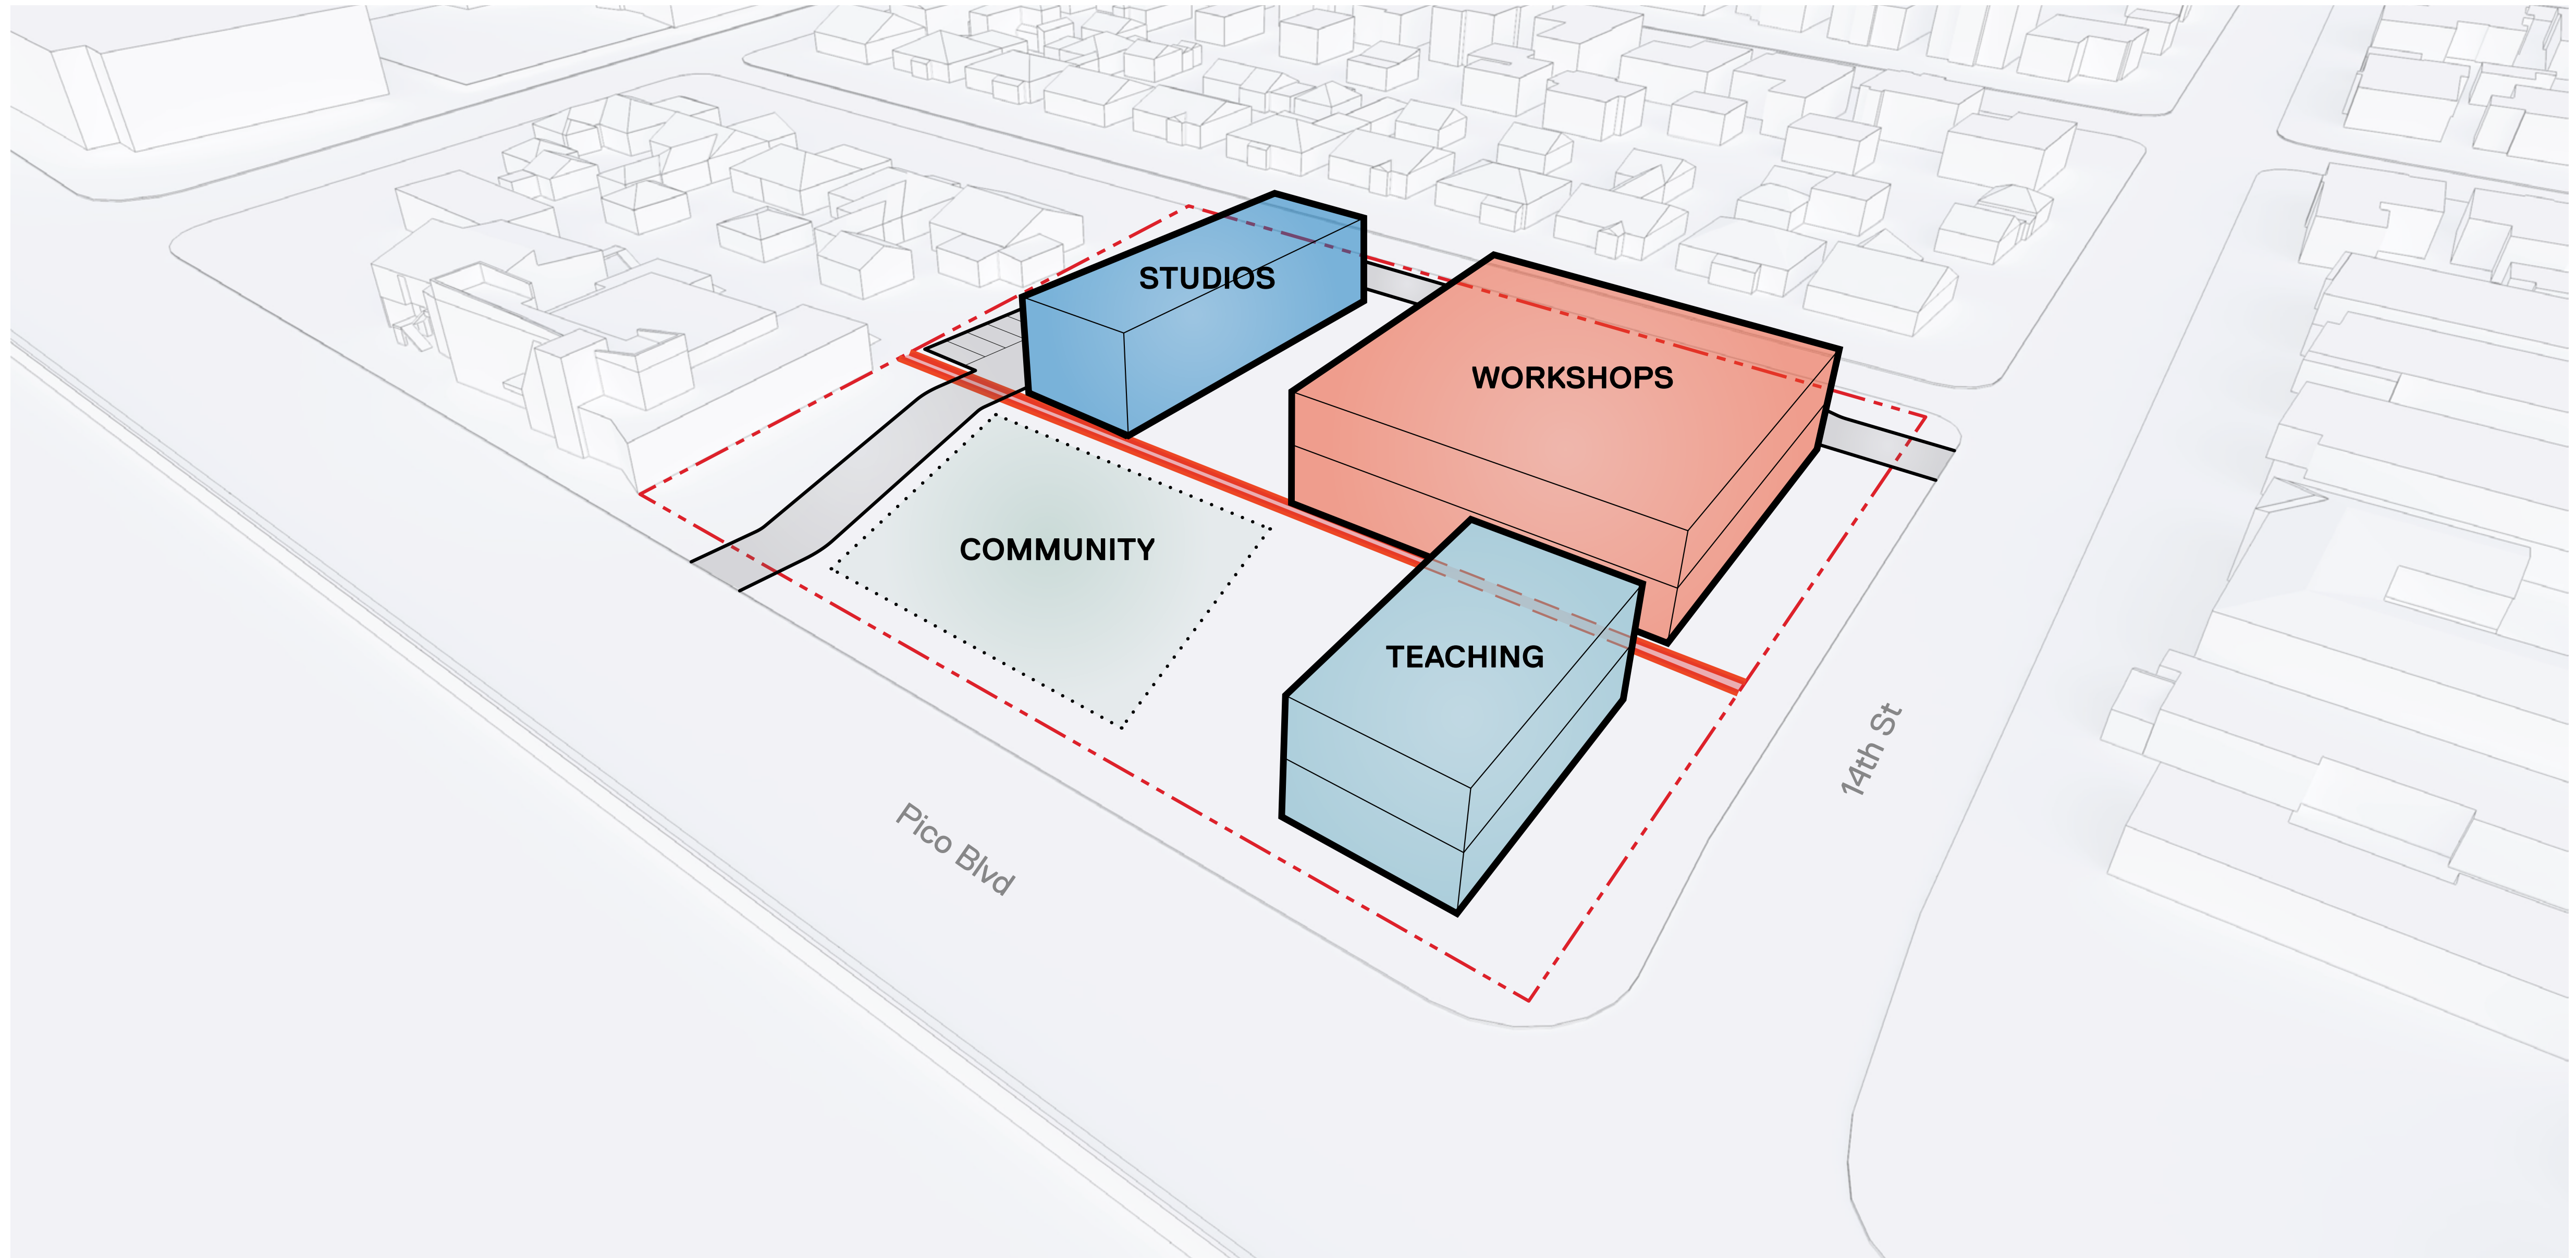 STUDIOS
WORKSHOPS
COMMUNITY
TEACHING
14th St
Pico Blvd